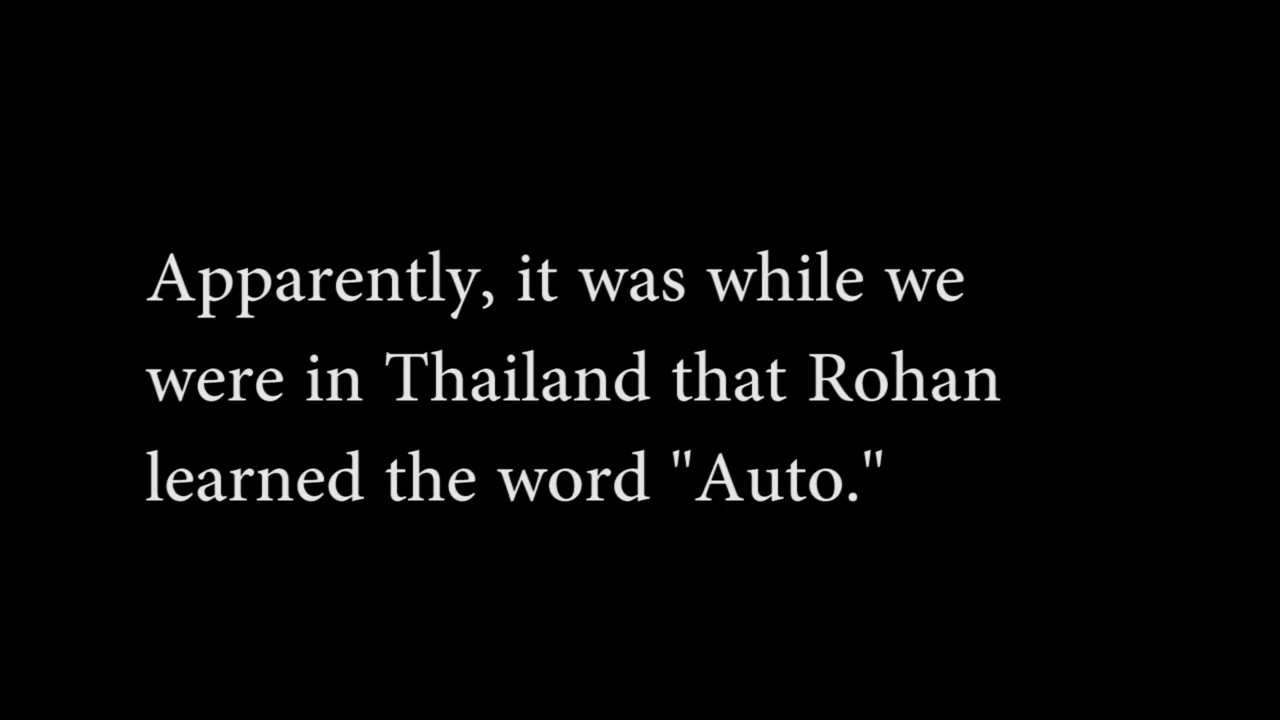 Apparently, it was while we
were in Thailand that Rohan
learned the word "Auto."